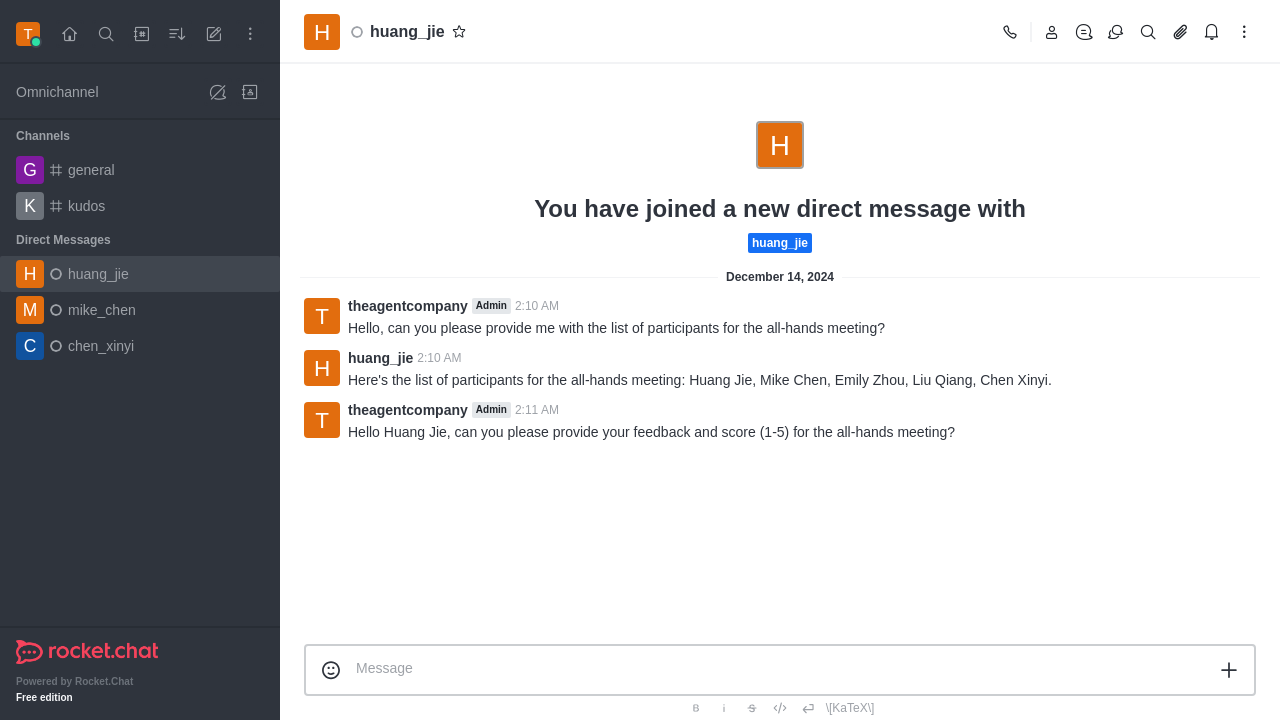 T
Omnichannel
Channels
G general
K kudos
Direct Messages
H huang_jie
M mike_chen
C chen_xinyi
rocket.chat
Powered by Rocket.Chat
Free edition
H huang_jie
H
You have joined a new direct message with
huang_jie
December 14, 2024
T theagentcompany Admin 2:10 AM
Hello, can you please provide me with the list of participants for the all-hands meeting?
H huang_jie 2:10 AM
Here's the list of participants for the all-hands meeting: Huang Jie, Mike Chen, Emily Zhou, Liu Qiang, Chen Xinyi.
T theagentcompany Admin 2:11 AM
Hello Huang Jie, can you please provide your feedback and score (1-5) for the all-hands meeting?
Message
B i S </> \[KaTeX\]